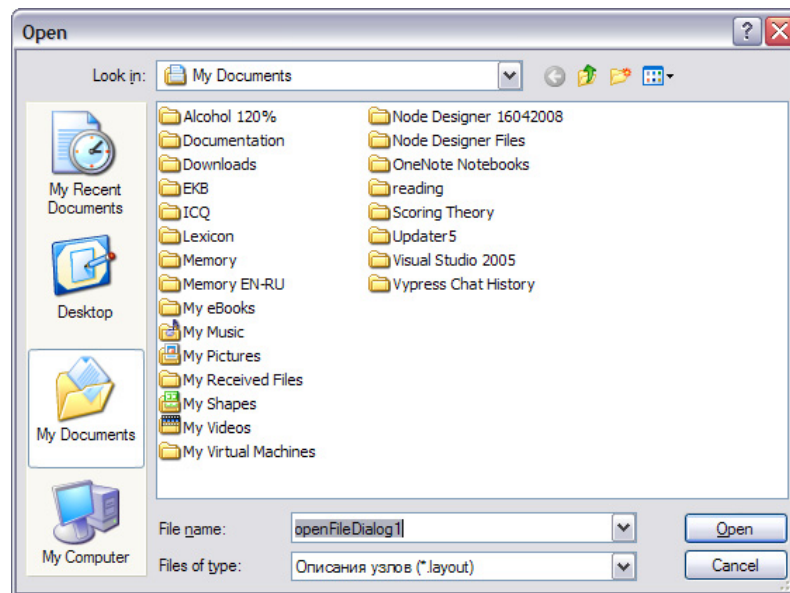 Open
Look in:
My Documents
My Recent
Documents
Desktop
My Documents
My Computer
Alcohol 120%
Documentation
Downloads
EKB
ICQ
Lexicon
Memory
Memory EN-RU
My eBooks
My Music
My Pictures
My Received Files
My Shapes
My Videos
My Virtual Machines
Node Designer 16042008
Node Designer Files
OneNote Notebooks
reading
Scoring Theory
Updater5
Visual Studio 2005
Vypress Chat History
File name:
openFileDialog1
Open
Files of type:
Описания узлов (*.layout)
Cancel